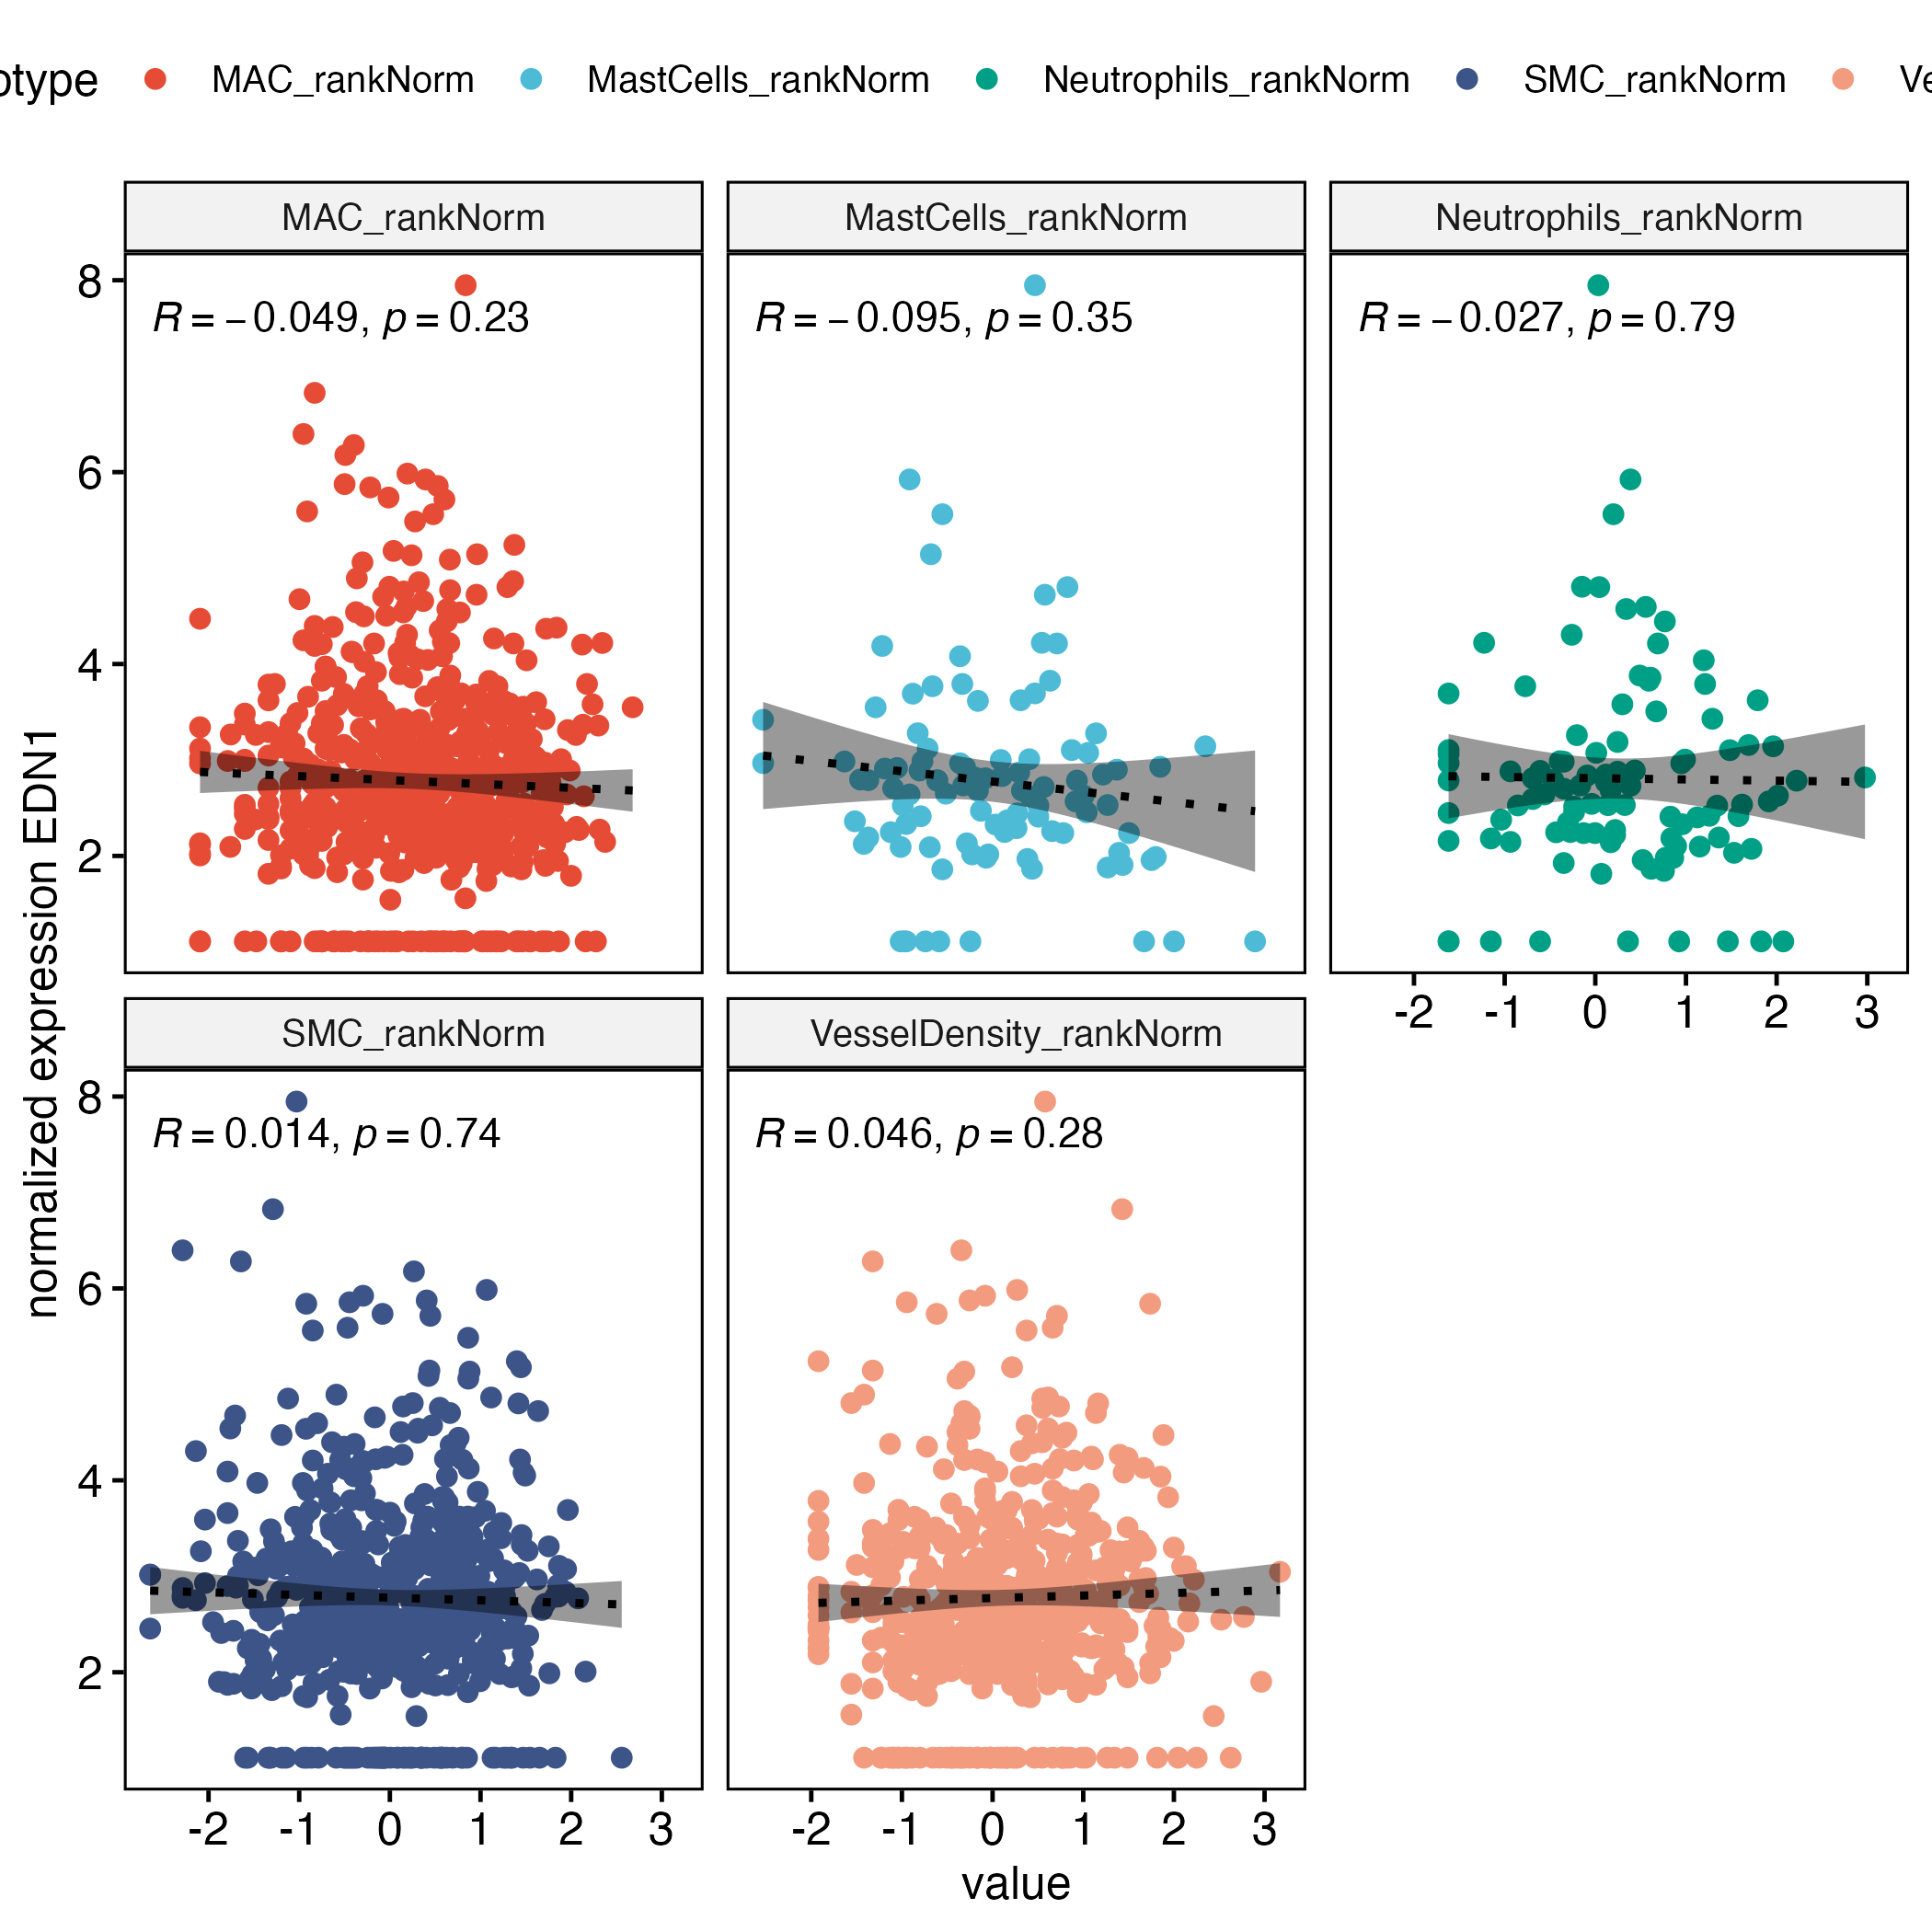 otype MAC_rankNorm MastCells_rankNorm Neutrophils_rankNorm SMC_rankNorm Ve
MAC_rankNorm MastCells_rankNorm Neutrophils_rankNorm
R = − 0.049, p = 0.23 R = − 0.095, p = 0.35 R = − 0.027, p = 0.79
8
6
4
2
-2 -1 0 1 2 3
SMC_rankNorm VesselDensity_rankNorm
R = 0.014, p = 0.74 R = 0.046, p = 0.28
8
6
4
2
-2 -1 0 1 2 3 -2 -1 0 1 2 3
value
normalized expression EDN1